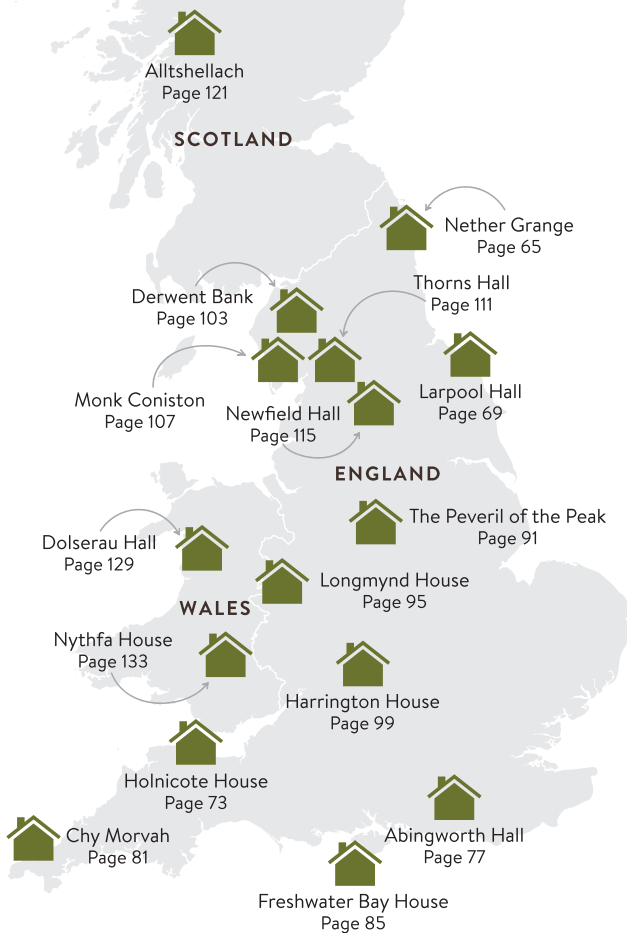 Alltshellach
Page 121
SCOTLAND
Nether Grange
Page 65
Thorns Hall
Page 111
Derwent Bank
Page 103
Larpool Hall
Page 69
Monk Coniston
Page 107
Newfield Hall
Page 115
ENGLAND
The Peveril of the Peak
Page 91
Dolserau Hall
Page 129
Longmynd House
Page 95
WALES
Nythfa House
Page 133
Harrington House
Page 99
Holnicote House
Page 73
Chy Morvah
Page 81
Abingworth Hall
Page 77
Freshwater Bay House
Page 85